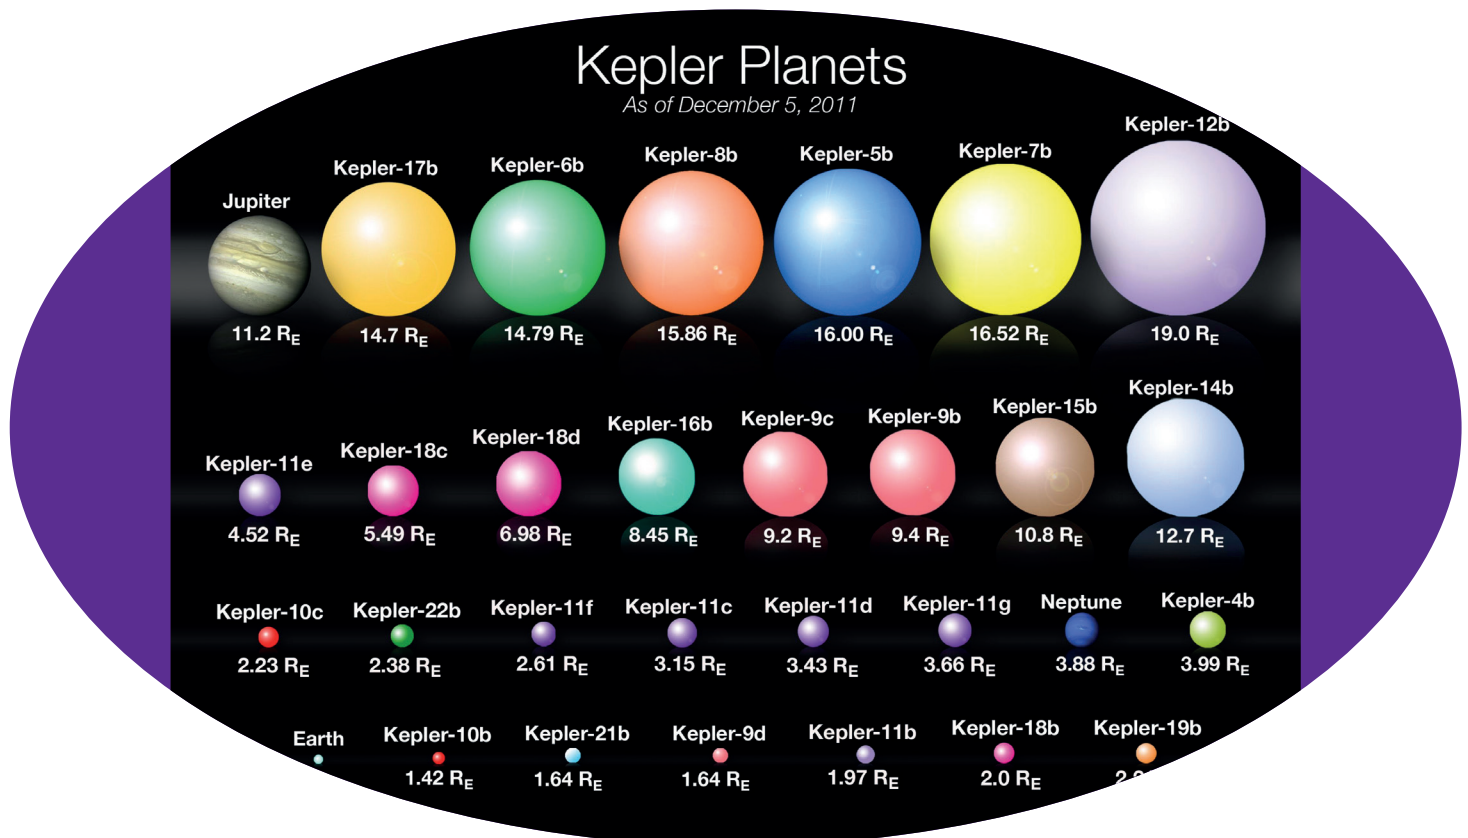 Kepler Planets
As of December 5, 2011
Jupiter Kepler-17b Kepler-6b Kepler-8b Kepler-5b Kepler-7b Kepler-12b
11.2 RE 14.7 RE 14.79 RE 15.86 RE 16.00 RE 16.52 RE 19.0 RE
Kepler-11e Kepler-18c Kepler-18d Kepler-16b Kepler-9c Kepler-9b Kepler-15b Kepler-14b
4.52 RE 5.49 RE 6.98 RE 8.45 RE 9.2 RE 9.4 RE 10.8 RE 12.7 RE
Kepler-10c Kepler-22b Kepler-11f Kepler-11c Kepler-11d Kepler-11g Neptune Kepler-4b
2.23 RE 2.38 RE 2.61 RE 3.15 RE 3.43 RE 3.66 RE 3.88 RE 3.99 RE
Earth Kepler-10b Kepler-21b Kepler-9d Kepler-11b Kepler-18b Kepler-19b
1.42 RE 1.64 RE 1.64 RE 1.97 RE 2.0 RE